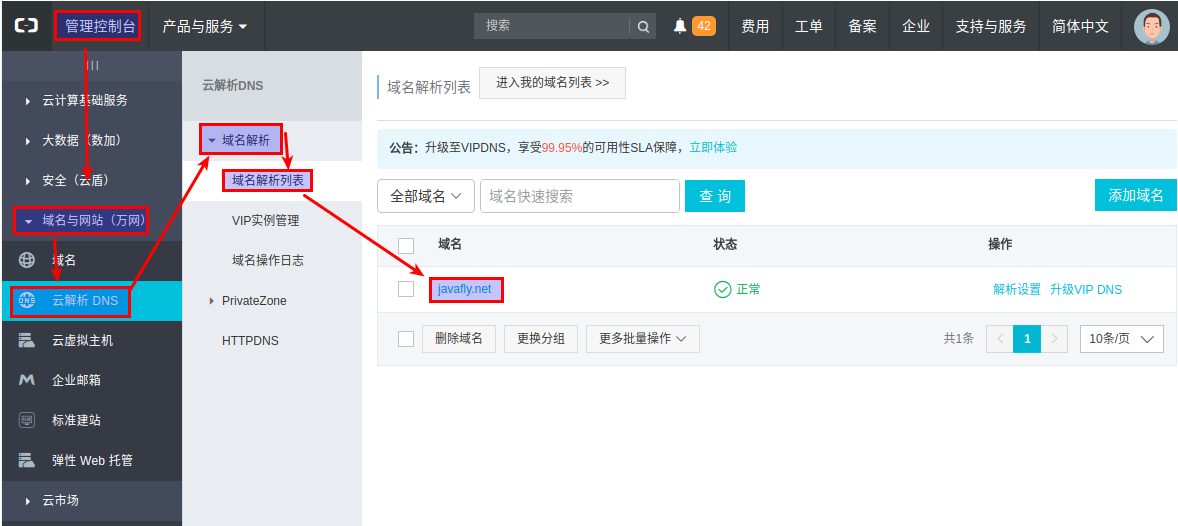 管理控制台 产品与服务 搜索 42 费用 工单 备案 企业 支持与服务 简体中文
云计算基础服务
大数据（数加）
安全（云盾）
域名与网站（万网）
域名
云解析 DNS
云虚拟主机
企业邮箱
标准建站
弹性 Web 托管
云市场
云解析DNS
域名解析
域名解析列表
VIP实例管理
域名操作日志
PrivateZone
HTTPDNS
域名解析列表 进入我的域名列表 >>
公告：升级至VIPDNS，享受99.95%的可用性SLA保障，立即体验
全部域名 域名快速搜索 查 询 添加域名
域名 状态 操作
javafly.net 正常 解析设置 升级VIP DNS
删除域名 更换分组 更多批量操作 共1条 1 10条/页